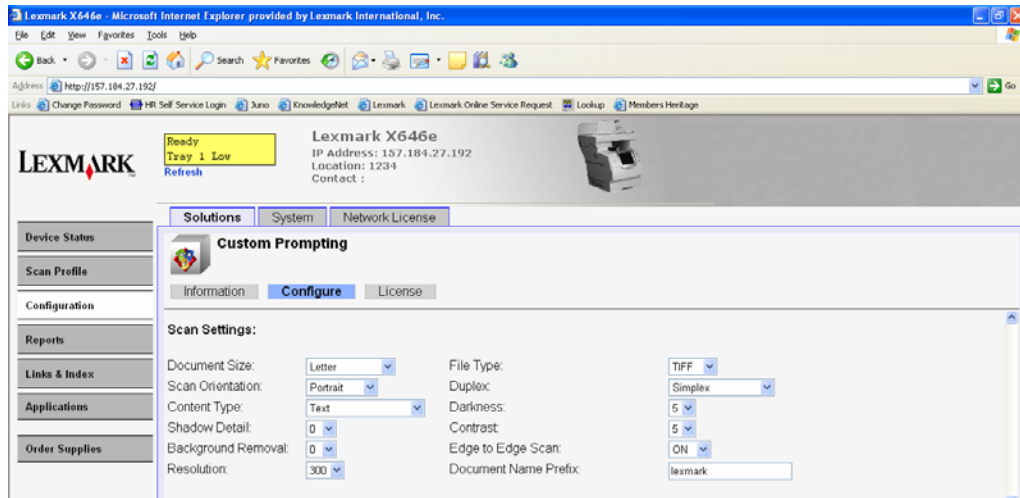 Lexmark X646e - Microsoft Internet Explorer provided by Lexmark International, Inc.
File Edit View Favorites Tools Help
Back Search Favorites
Address http://157.184.27.192/ Go
Links Change Password HR Self Service Login Juno KnowledgeNet Lexmark Lexmark Online Service Request Lookup Members Heritage
LEXMARK
Ready
Tray 1 Low
Refresh
Lexmark X646e
IP Address: 157.184.27.192
Location: 1234
Contact :
Device Status
Scan Profile
Configuration
Reports
Links & Index
Applications
Order Supplies
Solutions System Network License
Custom Prompting
Information Configure License
Scan Settings:
Document Size: Letter File Type: TIFF
Scan Orientation: Portrait Duplex: Simplex
Content Type: Text Darkness: 5
Shadow Detail: 0 Contrast: 5
Background Removal: 0 Edge to Edge Scan: ON
Resolution: 300 Document Name Prefix: lexmark